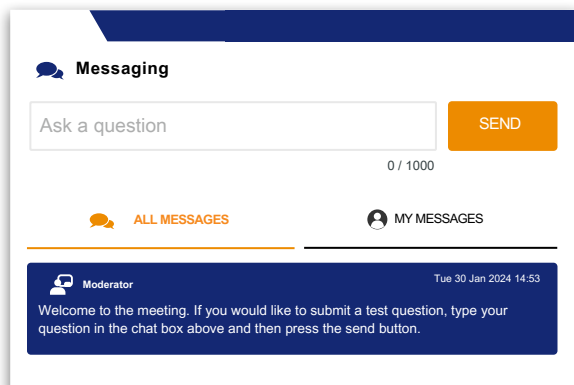 Messaging
Ask a question
SEND
0 / 1000
ALL MESSAGES
MY MESSAGES
Moderator
Tue 30 Jan 2024 14:53
Welcome to the meeting. If you would like to submit a test question, type your
question in the chat box above and then press the send button.